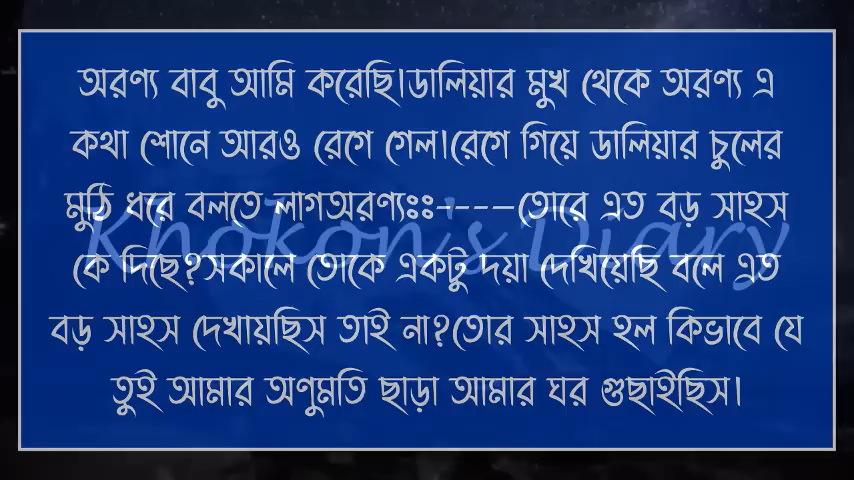 অরণ্য বাবু আমি করেছি।ডালিয়ার মুখ থেকে অরণ্য এ
কথা শোনে আরও রেগে গেল।রেগে গিয়ে ডালিয়ার চুলের
মুঠি ধরে বলতে লাগঅরণ্যঃঃ----তোরে এত বড় সাহস
কে দিছে?সকালে তোকে একটু দয়া দেখিয়েছি বলে এত
বড় সাহস দেখায়ছিস তাই না?তোর সাহস হল কিভাবে যে
তুই আমার অণুমতি ছাড়া আমার ঘর গুছাইছিস।
Khokon's Diary